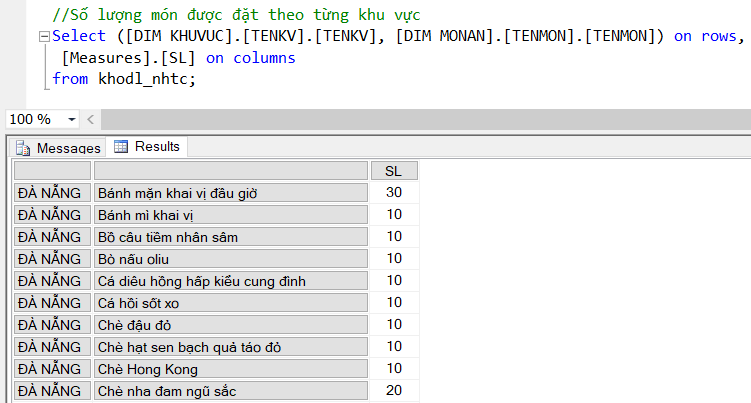 //Số lượng món được đặt theo từng khu vực
Select ([DIM KHUVUC].[TENKV].[TENKV], [DIM MONAN].[TENMON].[TENMON]) on rows,
[Measures].[SL] on columns
from khodl_nhtc;
100 %
Messages Results
SL
ĐÀ NẴNG Bánh mặn khai vị đầu giờ 30
ĐÀ NẴNG Bánh mì khai vị 10
ĐÀ NẴNG Bồ câu tiềm nhân sâm 10
ĐÀ NẴNG Bò nấu oliu 10
ĐÀ NẴNG Cá diêu hồng hấp kiểu cung đình 10
ĐÀ NẴNG Cá hồi sốt xo 10
ĐÀ NẴNG Chè đậu đỏ 10
ĐÀ NẴNG Chè hạt sen bạch quả táo đỏ 10
ĐÀ NẴNG Chè Hong Kong 10
ĐÀ NẴNG Chè nha đam ngũ sắc 20